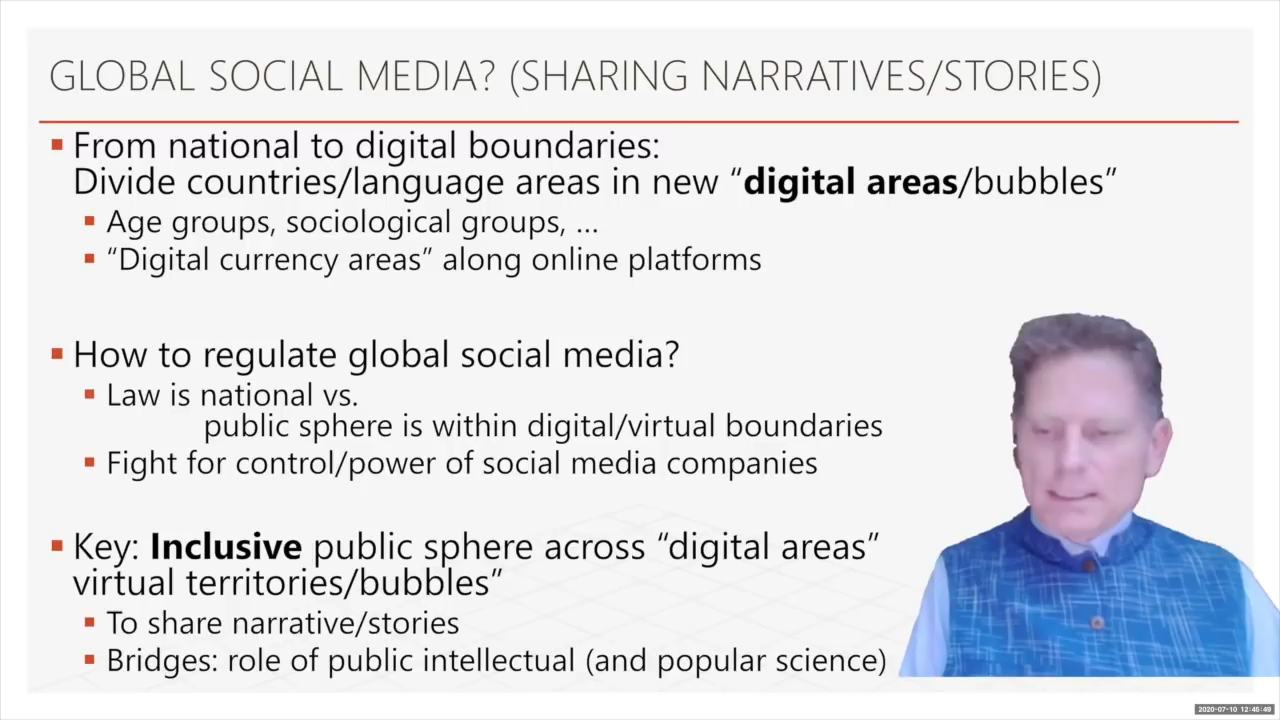 GLOBAL SOCIAL MEDIA? (SHARING NARRATIVES/STORIES)
From national to digital boundaries:
Divide countries/language areas in new “digital areas/bubbles”
Age groups, sociological groups, …
“Digital currency areas” along online platforms
How to regulate global social media?
Law is national vs.
public sphere is within digital/virtual boundaries
Fight for control/power of social media companies
Key: Inclusive public sphere across “digital areas”
virtual territories/bubbles”
To share narrative/stories
Bridges: role of public intellectual (and popular science)
2020-07-10 12:45:49